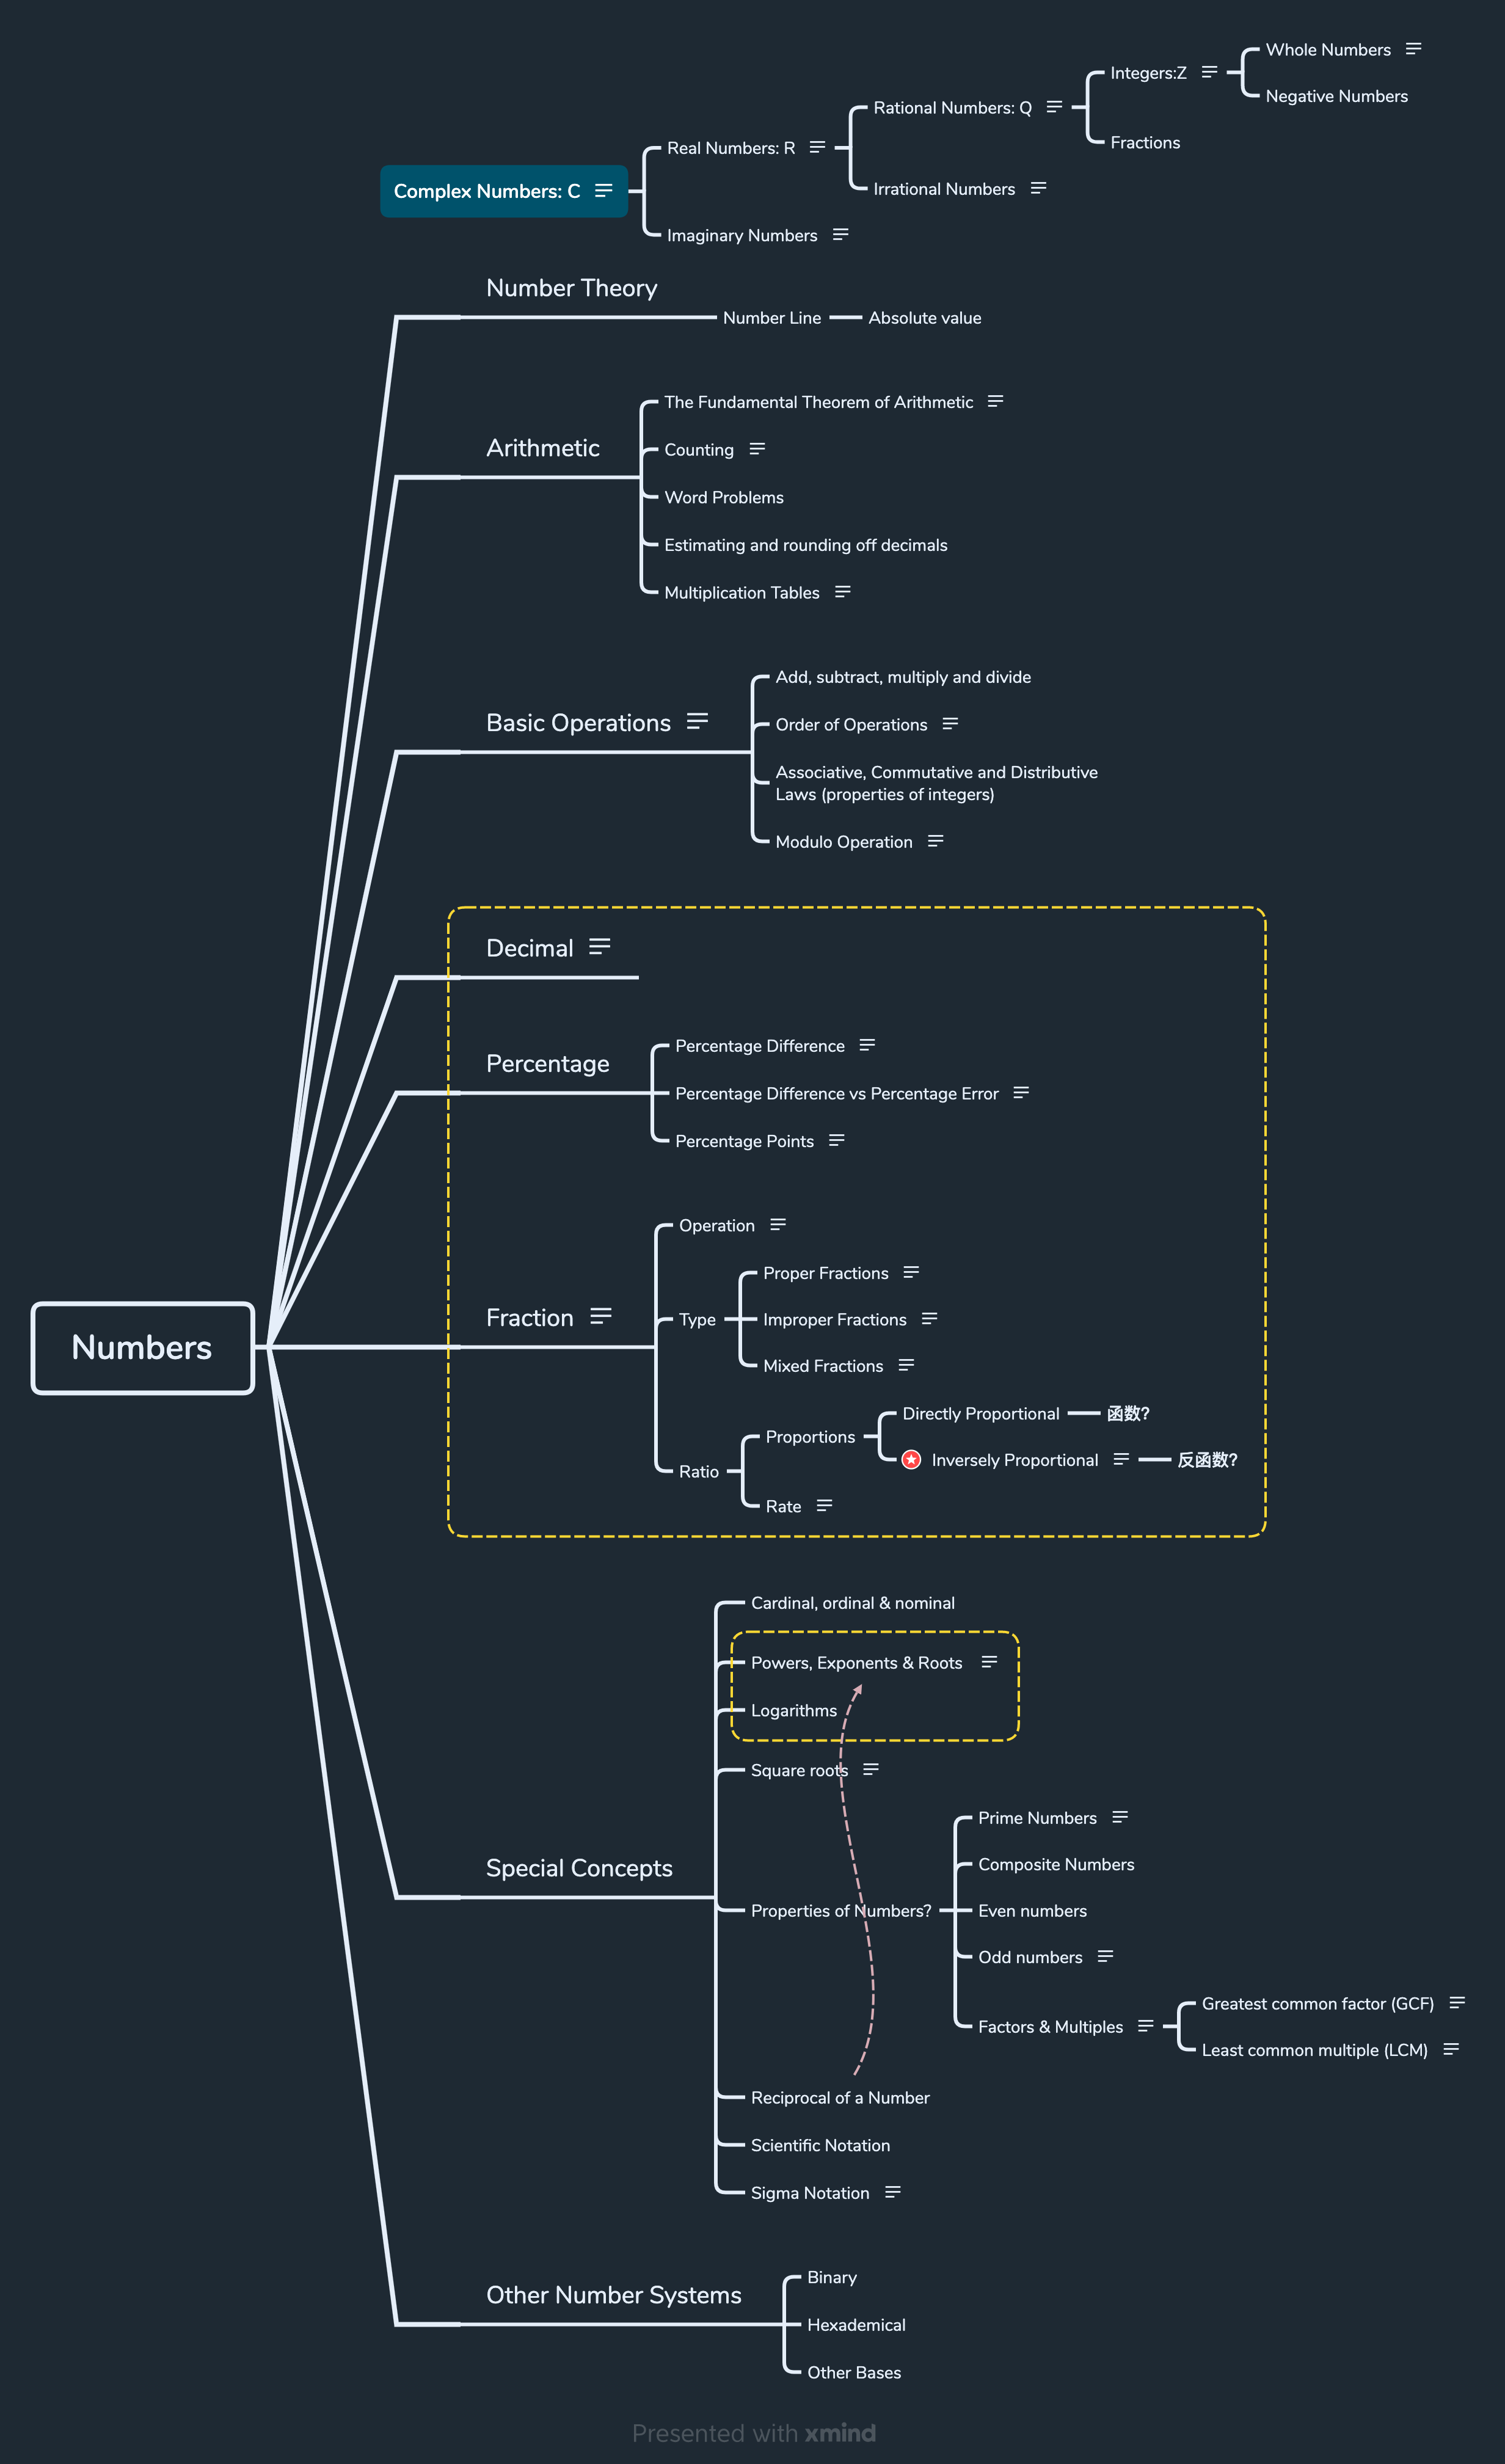 Whole Numbers
Integers:Z
Negative Numbers
Rational Numbers: Q
Fractions
Real Numbers: R
Irrational Numbers
Complex Numbers: C
Imaginary Numbers
Number Theory
Number Line
Absolute value
Arithmetic
The Fundamental Theorem of Arithmetic
Counting
Word Problems
Estimating and rounding off decimals
Multiplication Tables
Basic Operations
Add, subtract, multiply and divide
Order of Operations
Associative, Commutative and Distributive
Laws (properties of integers)
Modulo Operation
Decimal
Percentage
Percentage Difference
Percentage Difference vs Percentage Error
Percentage Points
Numbers
Fraction
Operation
Type
Proper Fractions
Improper Fractions
Mixed Fractions
Ratio
Proportions
Directly Proportional
函数?
Inversely Proportional
反函数?
Rate
Special Concepts
Cardinal, ordinal & nominal
Powers, Exponents & Roots
Logarithms
Square roots
Properties of Numbers?
Prime Numbers
Composite Numbers
Even numbers
Odd numbers
Factors & Multiples
Greatest common factor (GCF)
Least common multiple (LCM)
Reciprocal of a Number
Scientific Notation
Sigma Notation
Other Number Systems
Binary
Hexademical
Other Bases
Presented with xmind